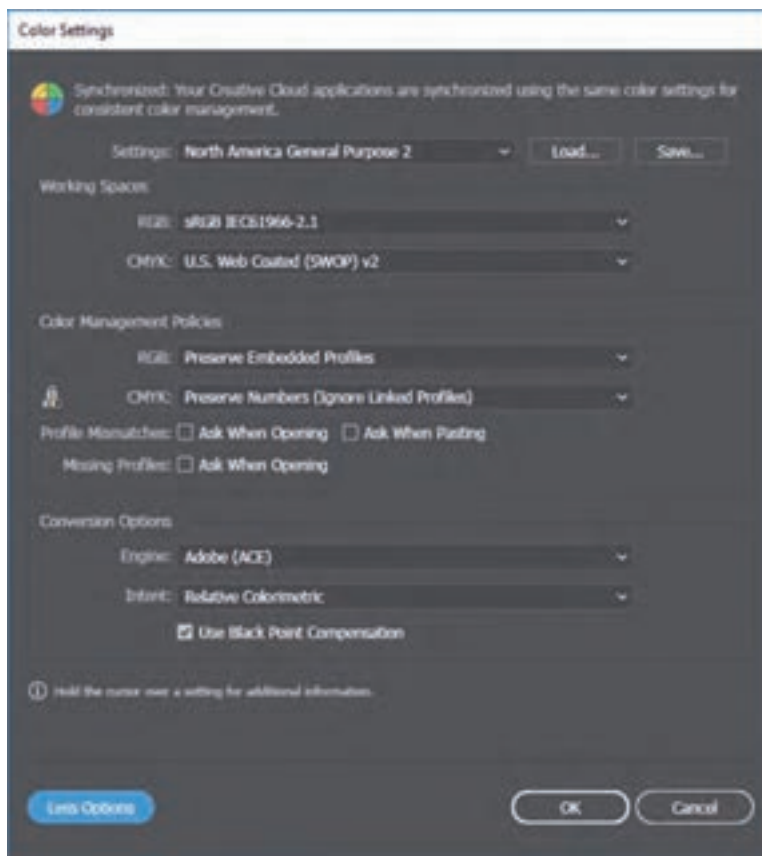 Color Settings
Synchronized: Your Creative Cloud applications are synchronized using the same color settings for
consistent color management.
Settings: North America General Purpose 2 Load... Save...
Working Spaces
RGB: sRGB IEC61966-2.1
CMYK: U.S. Web Coated (SWOP) v2
Color Management Policies
RGB: Preserve Embedded Profiles
CMYK: Preserve Numbers (Ignore Linked Profiles)
Profile Mismatches: Ask When Opening Ask When Pasting
Missing Profiles: Ask When Opening
Conversion Options
Engine: Adobe (ACE)
Intent: Relative Colorimetric
Use Black Point Compensation
Hold the cursor over a setting for additional information.
Less Options OK Cancel